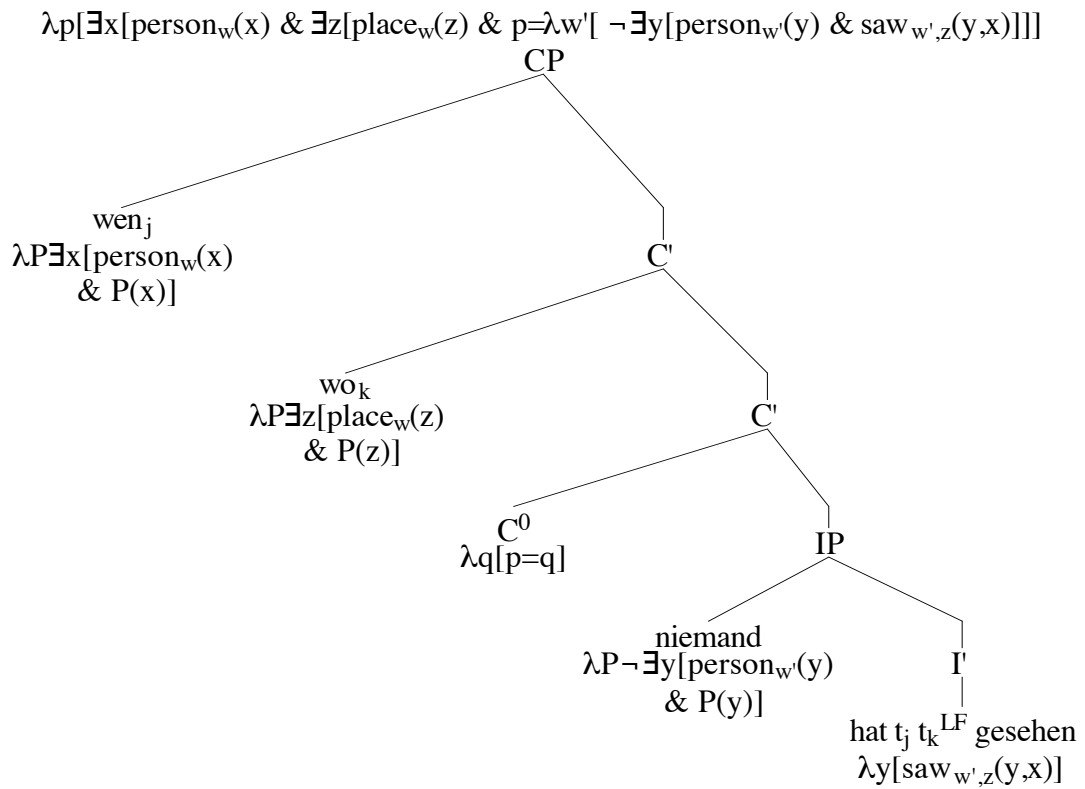 λp[∃x[person_w(x) & ∃z[place_w(z) & p=λw'[ ¬∃y[person_w'(y) & saw_w',z(y,x)]]]
CP
wen_j
λP∃x[person_w(x)
& P(x)]
C'
wo_k
λP∃z[place_w(z)
& P(z)]
C'
C^0
λq[p=q]
IP
niemand
λP¬∃y[person_w'(y)
& P(y)]
I'
hat t_j t_k^LF gesehen
λy[saw_w',z(y,x)]